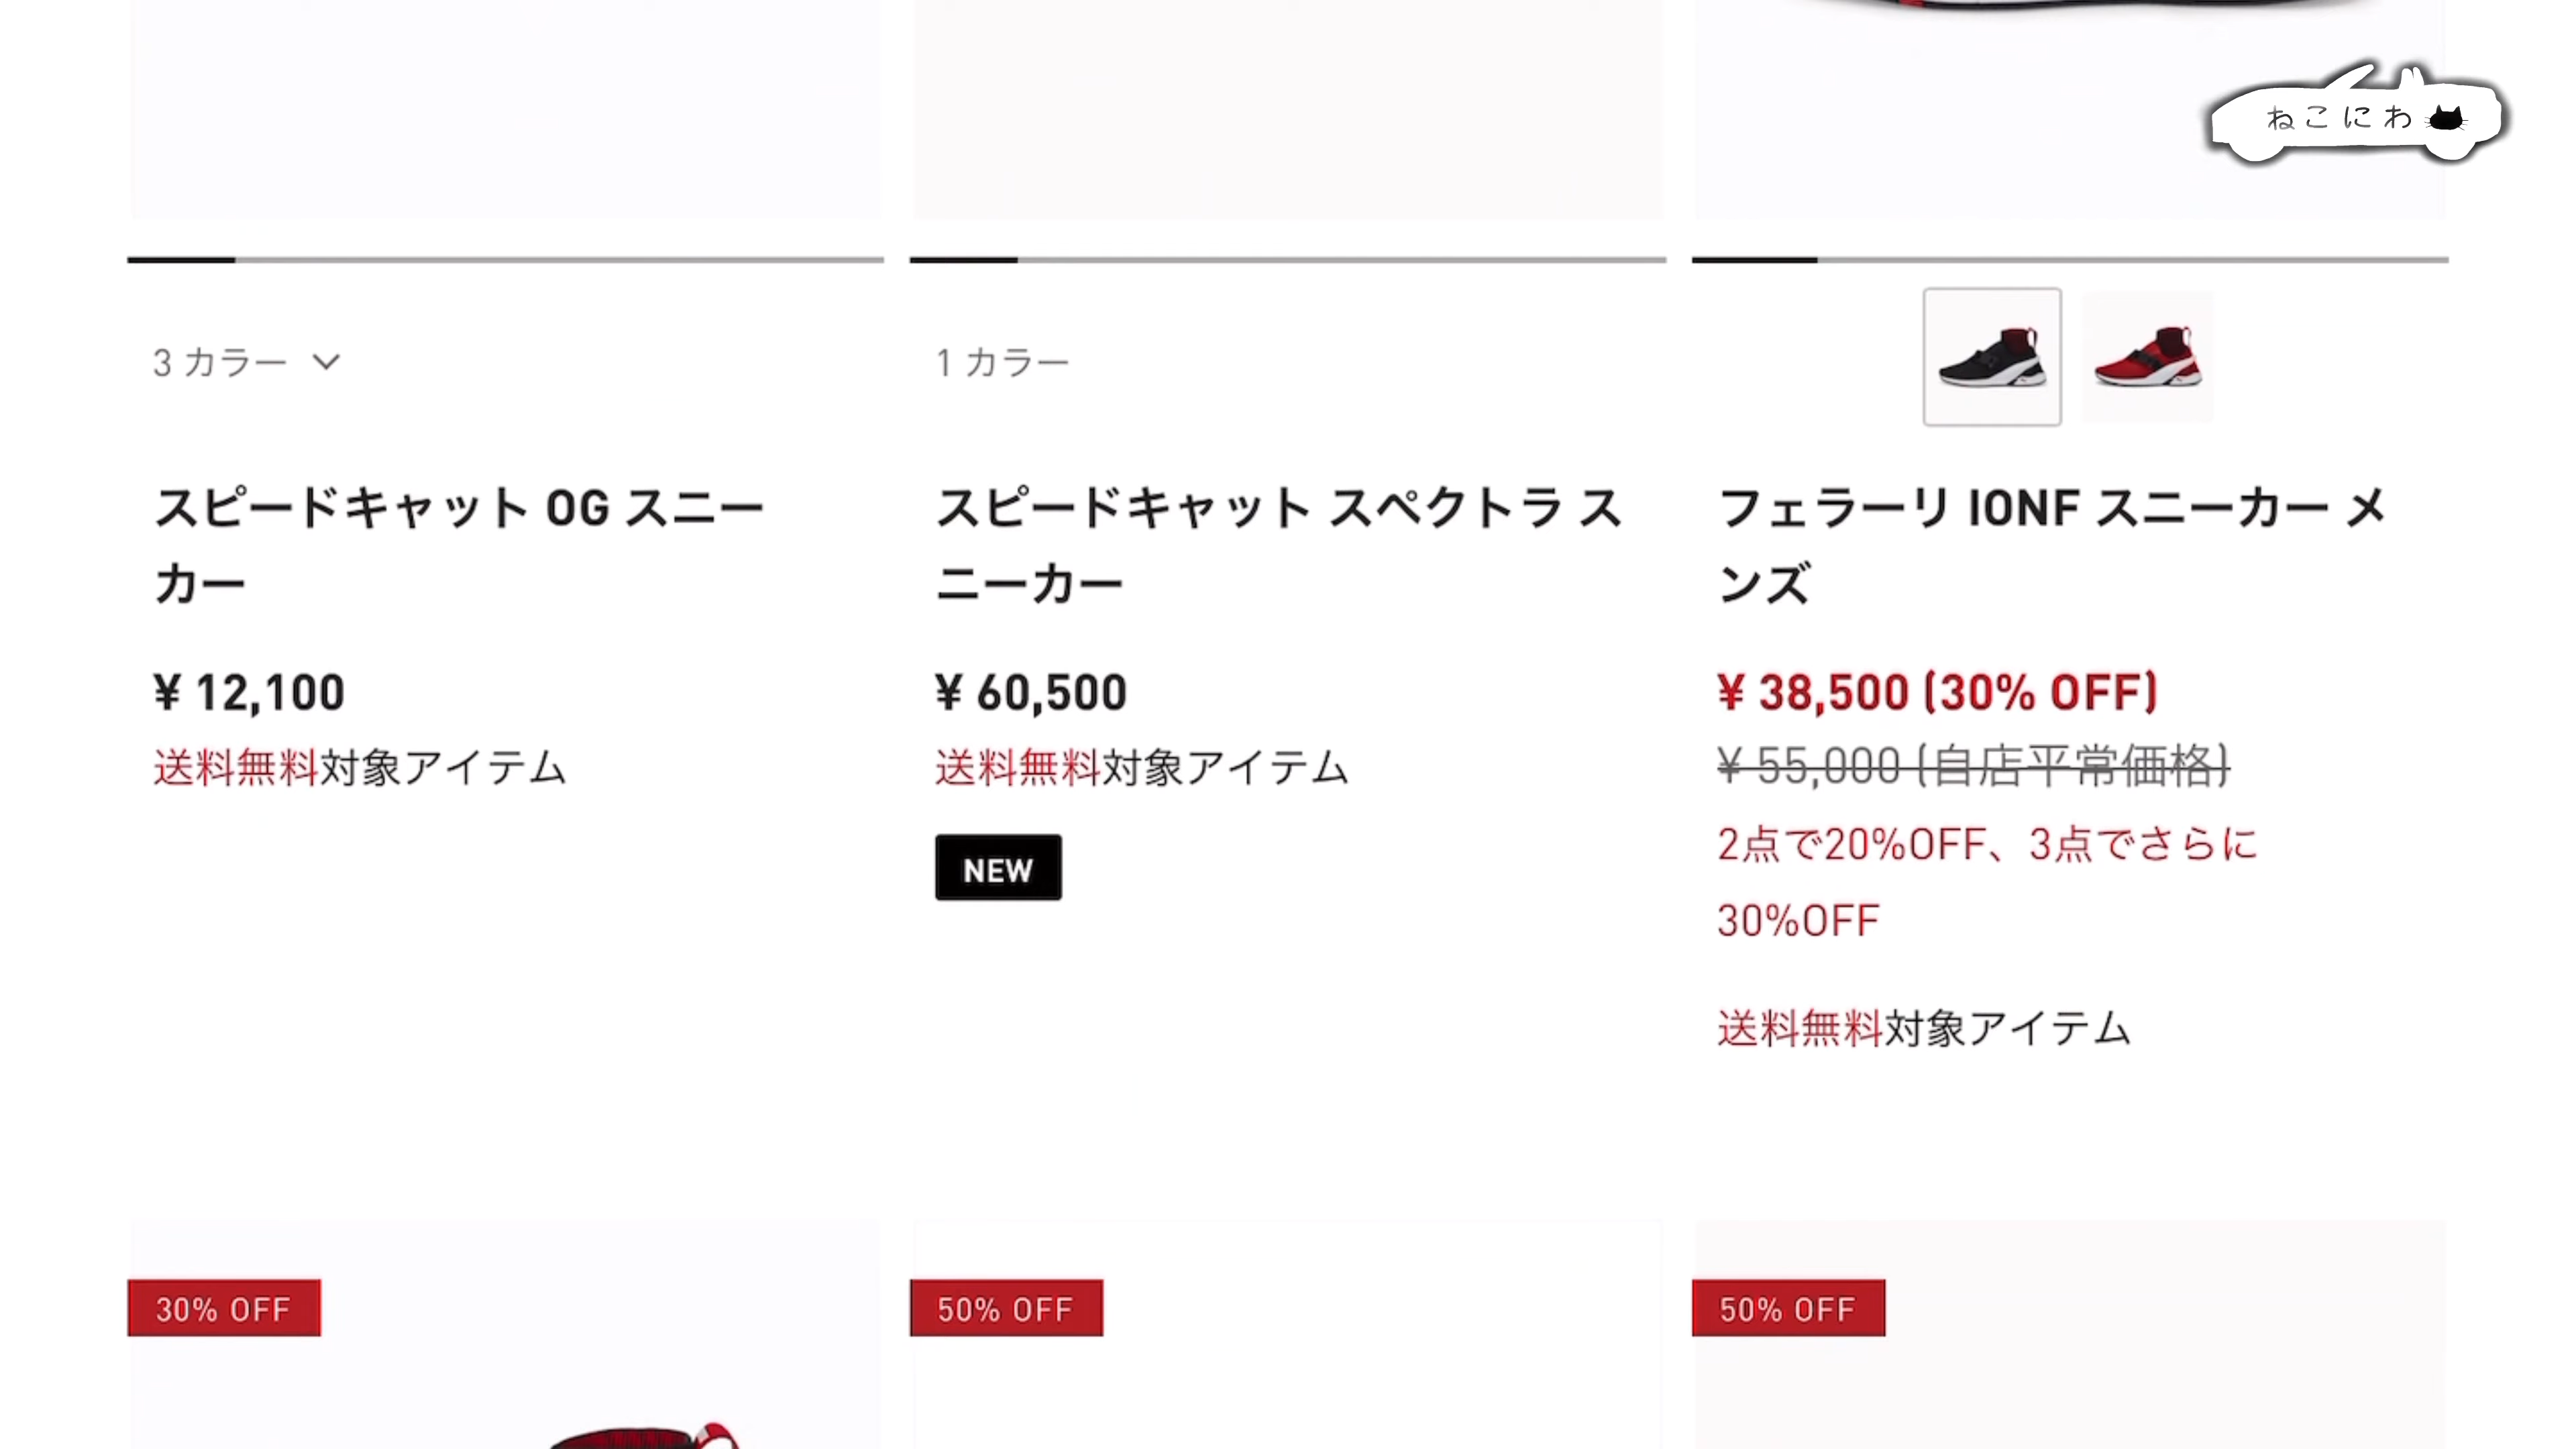 ねこにわ
3 カラー
スピードキャット OG スニー
カー
¥ 12,100
送料無料対象アイテム
1 カラー
スピードキャット スペクトラ ス
ニーカー
¥ 60,500
送料無料対象アイテム
NEW
フェラーリ IONF スニーカー メ
ンズ
¥ 38,500 (30% OFF)
¥ 55,000 (自店平常価格)
2点で20%OFF、3点でさらに
30%OFF
送料無料対象アイテム
30% OFF
50% OFF
50% OFF